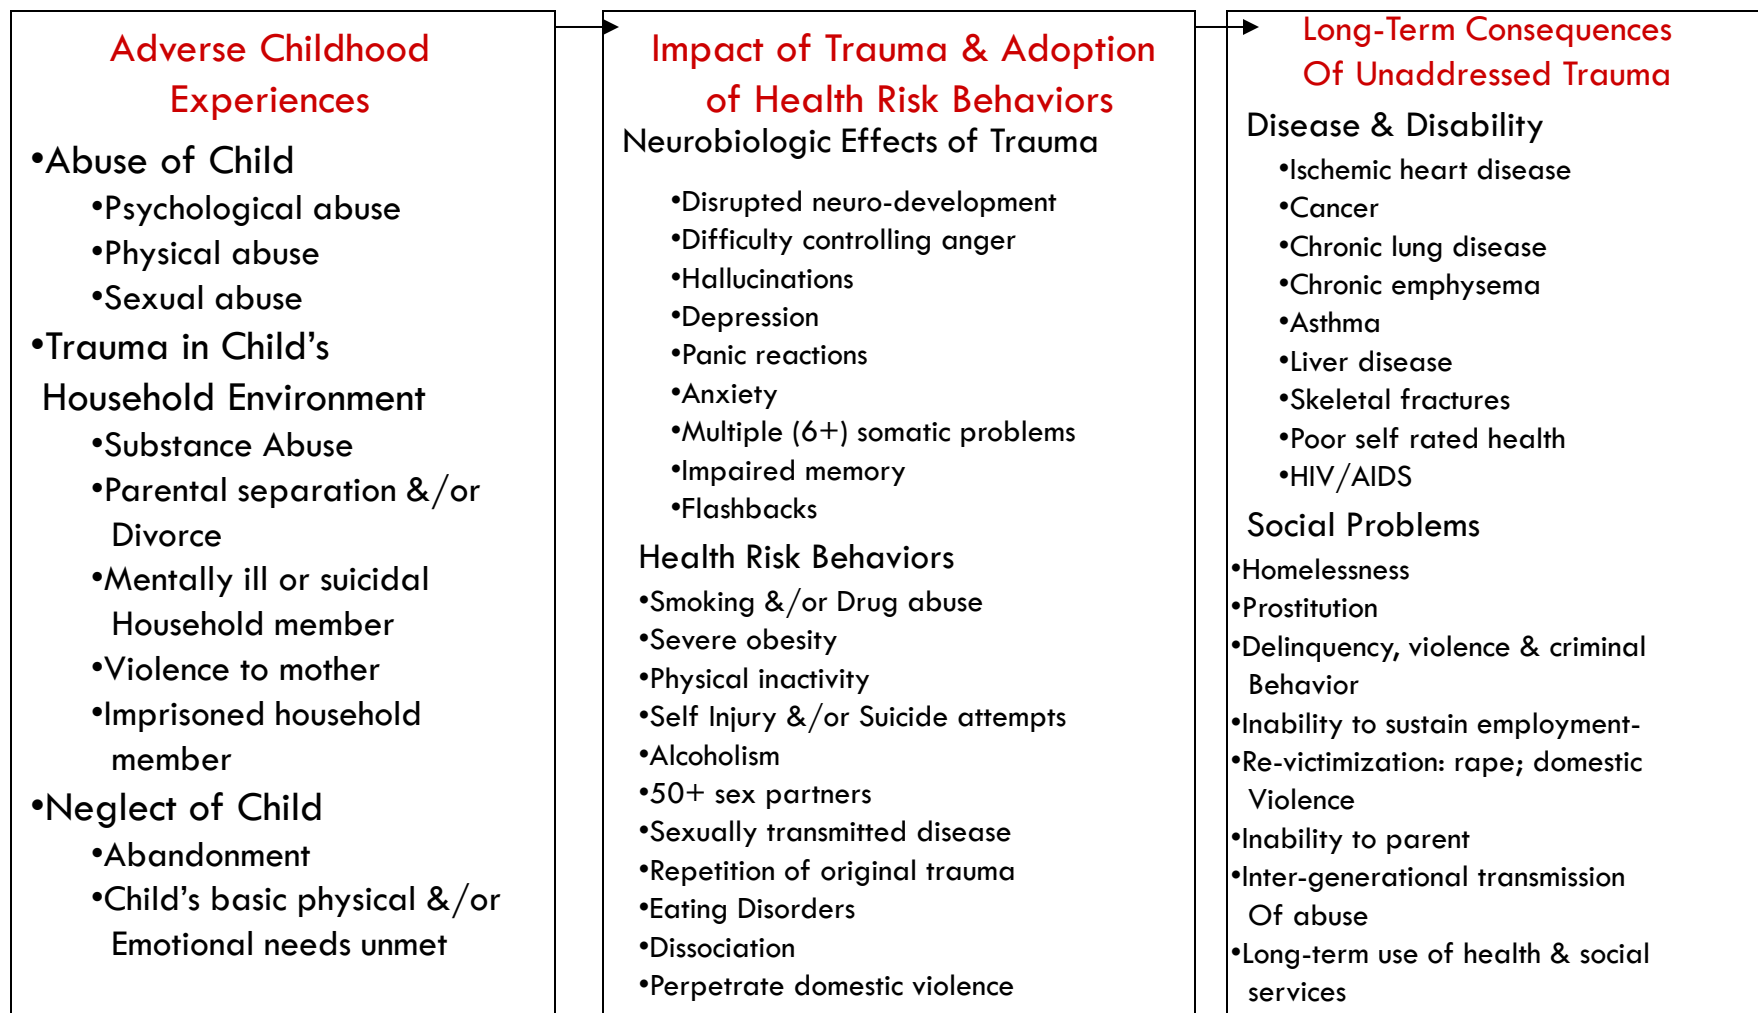 Adverse Childhood
Experiences
•Abuse of Child
•Psychological abuse
•Physical abuse
•Sexual abuse
•Trauma in Child’s
Household Environment
•Substance Abuse
•Parental separation &/or
Divorce
•Mentally ill or suicidal
Household member
•Violence to mother
•Imprisoned household
member
•Neglect of Child
•Abandonment
•Child’s basic physical &/or
Emotional needs unmet
Impact of Trauma & Adoption
of Health Risk Behaviors
Neurobiologic Effects of Trauma
•Disrupted neuro-development
•Difficulty controlling anger
•Hallucinations
•Depression
•Panic reactions
•Anxiety
•Multiple (6+) somatic problems
•Impaired memory
•Flashbacks
Health Risk Behaviors
•Smoking &/or Drug abuse
•Severe obesity
•Physical inactivity
•Self Injury &/or Suicide attempts
•Alcoholism
•50+ sex partners
•Sexually transmitted disease
•Repetition of original trauma
•Eating Disorders
•Dissociation
•Perpetrate domestic violence
Long-Term Consequences
Of Unaddressed Trauma
Disease & Disability
•Ischemic heart disease
•Cancer
•Chronic lung disease
•Chronic emphysema
•Asthma
•Liver disease
•Skeletal fractures
•Poor self rated health
•HIV/AIDS
Social Problems
•Homelessness
•Prostitution
•Delinquency, violence & criminal
Behavior
•Inability to sustain employment-
•Re-victimization: rape; domestic
Violence
•Inability to parent
•Inter-generational transmission
Of abuse
•Long-term use of health & social
services